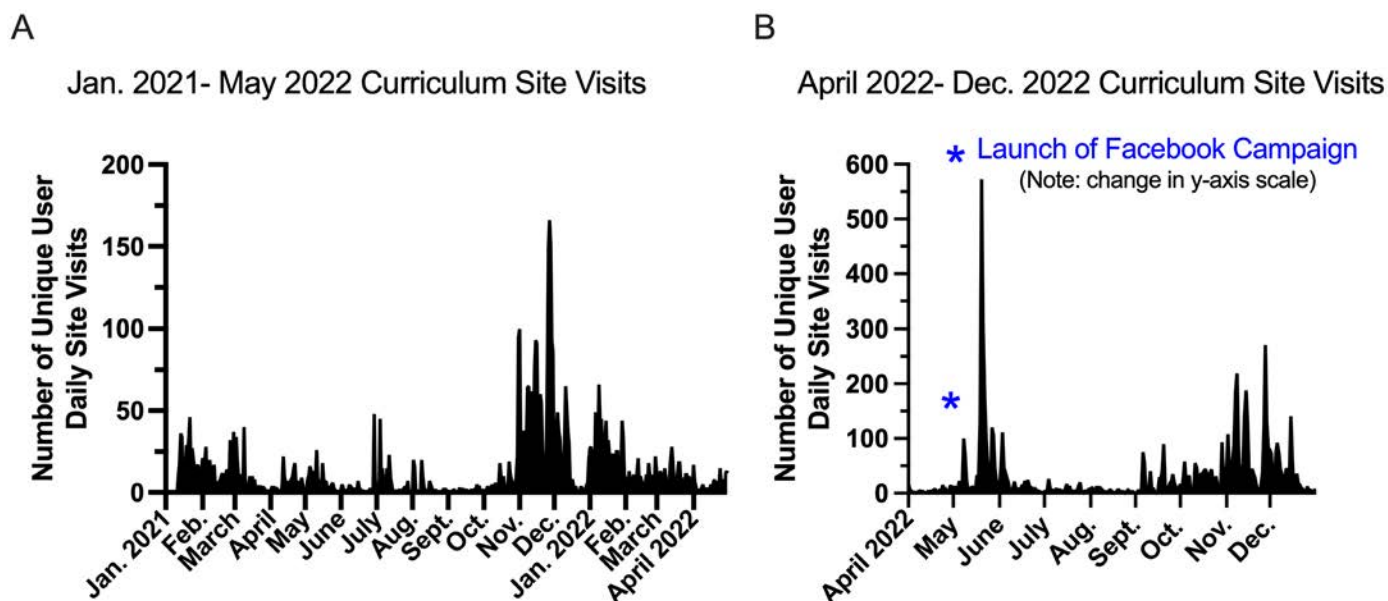 A
Jan. 2021- May 2022 Curriculum Site Visits
Number of Unique User
Daily Site Visits
200
150
100
50
0
Jan. 2021
Feb.
March
April
May
June
July
Aug.
Sept.
Oct.
Nov.
Dec.
Jan. 2022
Feb.
March
April 2022
B
April 2022- Dec. 2022 Curriculum Site Visits
* Launch of Facebook Campaign
(Note: change in y-axis scale)
Number of Unique User
Daily Site Visits
600
500
400
300
200
100
0
*
April 2022
May
June
July
Aug.
Sept.
Oct.
Nov.
Dec.